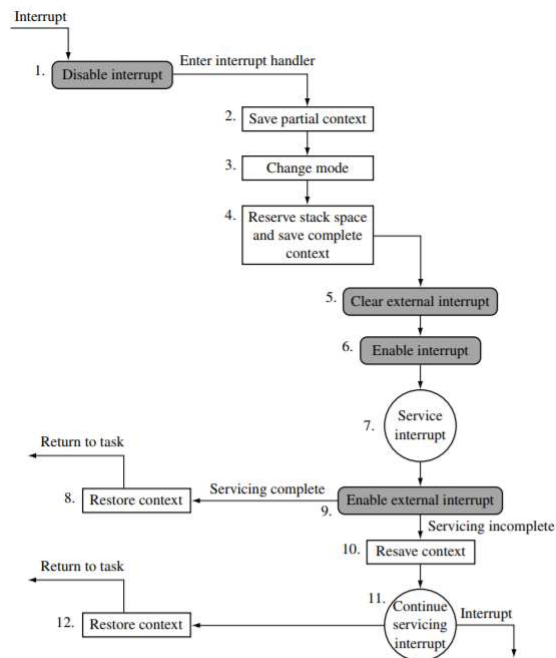 Interrupt
1. Disable interrupt
Enter interrupt handler
2. Save partial context
3. Change mode
4. Reserve stack space
and save complete
context
5. Clear external interrupt
6. Enable interrupt
7. Service
interrupt
Return to task
8. Restore context
Servicing complete
9. Enable external interrupt
Servicing incomplete
10. Resave context
Return to task
11. Continue
servicing
interrupt
Interrupt
12. Restore context